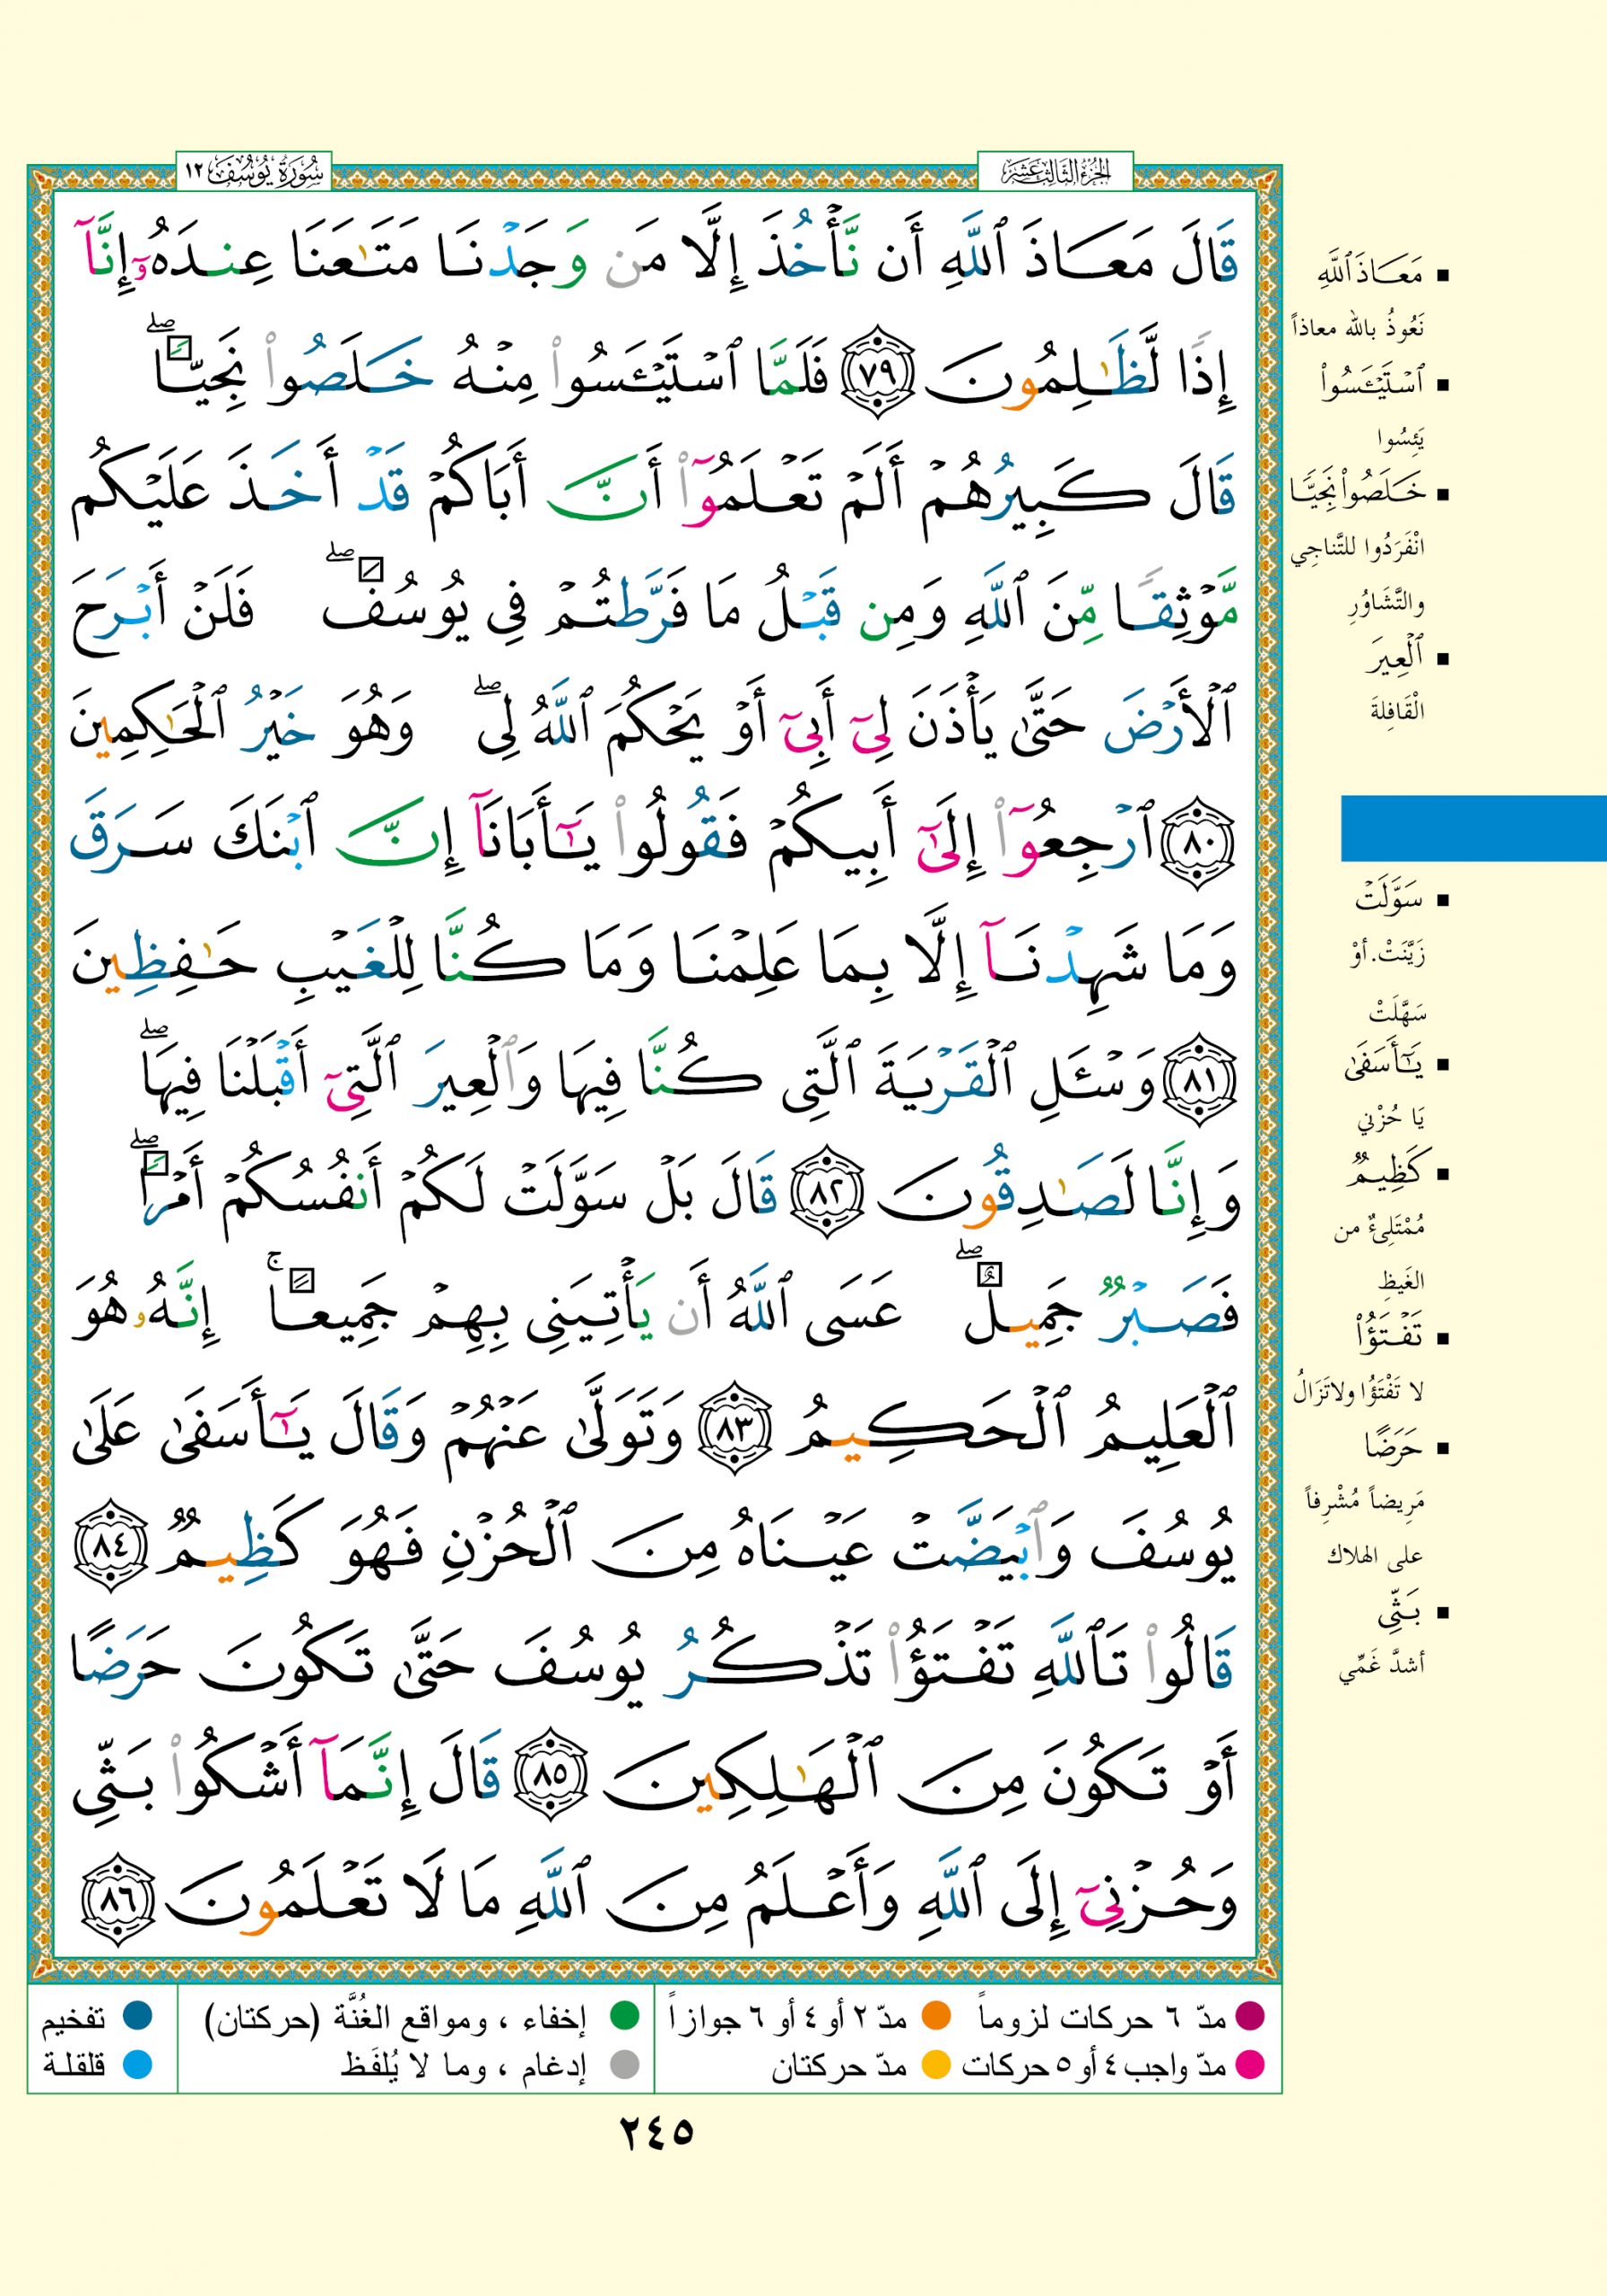 الجزء الثالث عشر
سورة يوسف ١٢
قَالَ مَعَاذَ ٱللَّهِ أَن نَّأْخُذَ إِلَّا مَن وَجَدْنَا مَتَٰعَنَا عِندَهُۥٓ إِنَّآ
إِذًا لَّظَٰلِمُونَ ٧٩ فَلَمَّا ٱسْتَيْـَٔسُوا۟ مِنْهُ خَلَصُوا۟ نَجِيًّا ۖ
قَالَ كَبِيرُهُمْ أَلَمْ تَعْلَمُوٓا۟ أَنَّ أَبَاكُمْ قَدْ أَخَذَ عَلَيْكُم
مَّوْثِقًا مِّنَ ٱللَّهِ وَمِن قَبْلُ مَا فَرَّطتُمْ فِى يُوسُفَ ۖ فَلَنْ أَبْرَحَ
ٱلْأَرْضَ حَتَّىٰ يَأْذَنَ لِىٓ أَبِىٓ أَوْ يَحْكُمَ ٱللَّهُ لِى ۖ وَهُوَ خَيْرُ ٱلْحَٰكِمِينَ
٨٠ ٱرْجِعُوٓا۟ إِلَىٰٓ أَبِيكُمْ فَقُولُوا۟ يَٰٓأَبَانَآ إِنَّ ٱبْنَكَ سَرَقَ
وَمَا شَهِدْنَآ إِلَّا بِمَا عَلِمْنَا وَمَا كُنَّا لِلْغَيْبِ حَٰفِظِينَ
٨١ وَسْـَٔلِ ٱلْقَرْيَةَ ٱلَّتِى كُنَّا فِيهَا وَٱلْعِيرَ ٱلَّتِىٓ أَقْبَلْنَا فِيهَا ۖ
وَإِنَّا لَصَٰدِقُونَ ٨٢ قَالَ بَلْ سَوَّلَتْ لَكُمْ أَنفُسُكُمْ أَمْرًا ۖ
فَصَبْرٌ جَمِيلٌ ۖ عَسَى ٱللَّهُ أَن يَأْتِيَنِى بِهِمْ جَمِيعًا ۚ إِنَّهُۥ هُوَ
ٱلْعَلِيمُ ٱلْحَكِيمُ ٨٣ وَتَوَلَّىٰ عَنْهُمْ وَقَالَ يَٰٓأَسَفَىٰ عَلَىٰ
يُوسُفَ وَٱبْيَضَّتْ عَيْنَاهُ مِنَ ٱلْحُزْنِ فَهُوَ كَظِيمٌ ٨٤
قَالُوا۟ تَٱللَّهِ تَفْتَؤُا۟ تَذْكُرُ يُوسُفَ حَتَّىٰ تَكُونَ حَرَضًا
أَوْ تَكُونَ مِنَ ٱلْهَٰلِكِينَ ٨٥ قَالَ إِنَّمَآ أَشْكُوا۟ بَثِّى
وَحُزْنِىٓ إِلَى ٱللَّهِ وَأَعْلَمُ مِنَ ٱللَّهِ مَا لَا تَعْلَمُونَ ٨٦
■ مَعَاذَ ٱللَّهِ
نَعُوذُ بالله معاذاً
■ ٱسْتَيْـَٔسُوا۟
يَئِسُوا
■ خَلَصُوا۟ نَجِيًّا
انْفَرَدُوا للتَّناجِي
والتَّشَاوُرِ
■ ٱلْعِيرَ
الْقَافِلةَ
■ سَوَّلَتْ
زَيَّنَتْ. أوْ
سَهَّلَتْ
■ يَٰٓأَسَفَىٰ
يَا حُزْني
■ كَظِيمٌ
مُمْتَلِئٌ من
الغَيظِ
■ تَفْتَؤُا۟
لا تَفْتَؤُا ولاتَزَالُ
■ حَرَضًا
مَرِيضاً مُشْرِفاً
على الهلاك
■ بَثِّى
أشدَّ غَمِّي
مدّ ٦ حركات لزوماً مدّ ٢ أو ٤ أو ٦ جوازاً إخفاء ، ومواقع الغُنَّة (حركتان) تفخيم
مدّ واجب ٤ أو ٥ حركات مدّ حركتان إدغام ، وما لا يُلفَظ قلقلة
٢٤٥